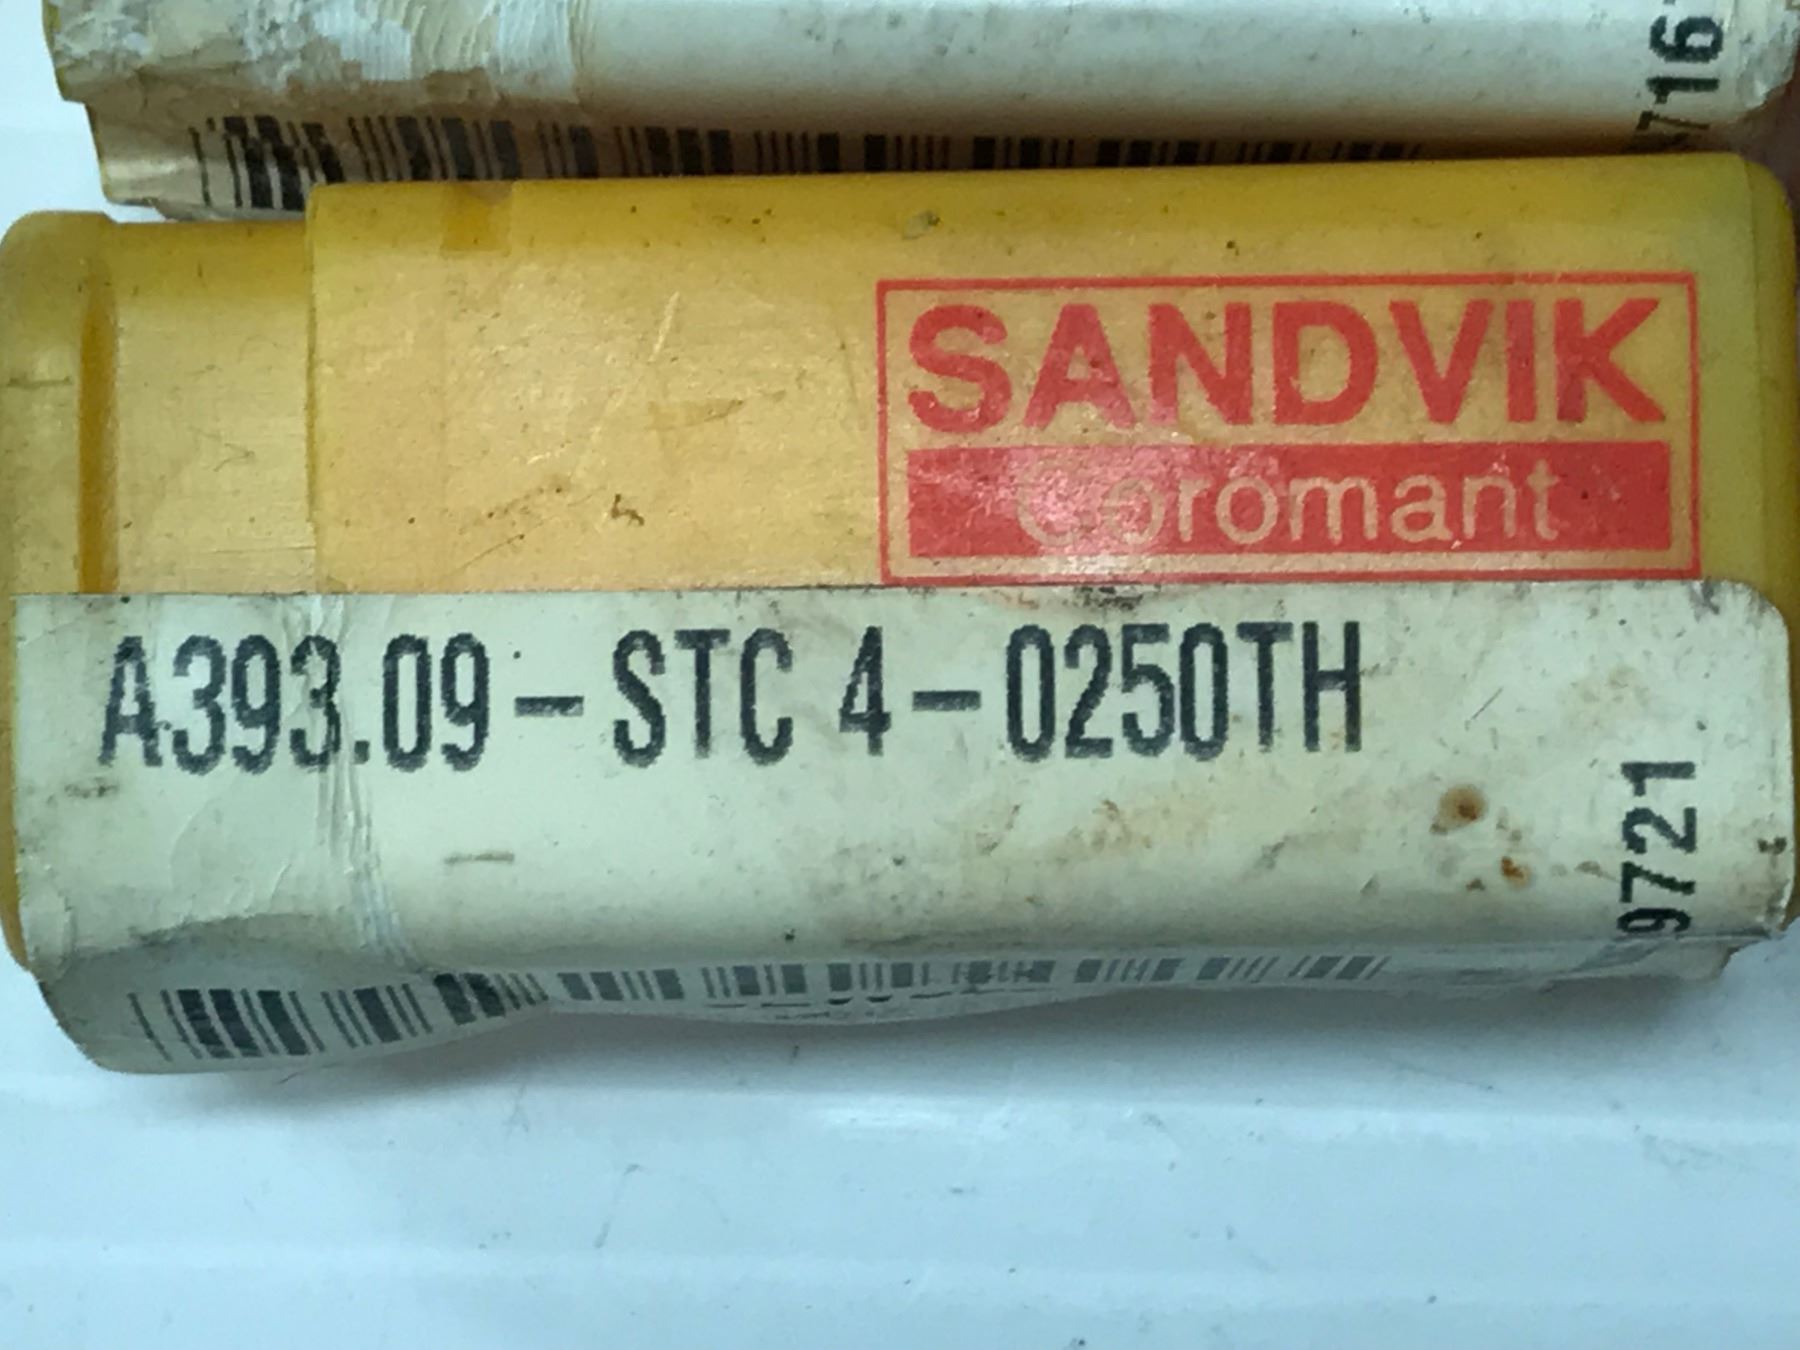 716
SANDVIK
Coromant
A393.09-STC 4-0250TH
9721